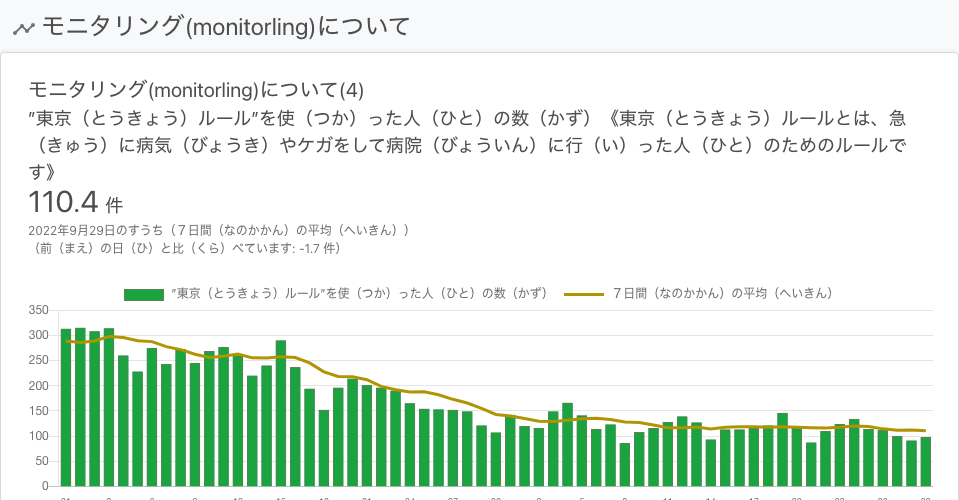 モニタリング(monitorling)について
モニタリング(monitorling)について(4)
”東京（とうきょう）ルール”を使（つか）った人（ひと）の数（かず）《東京（とうきょう）ルールとは、急
（きゅう）に病気（びょうき）やケガをして病院（びょういん）に行（い）った人（ひと）のためのルールで
す》
110.4 件
2022年9月29日のすうち（７日間（なのかかん）の平均（へいきん））
（前（まえ）の日（ひ）と比（くら）べています: -1.7 件）
”東京（とうきょう）ルール”を使（つか）った人（ひと）の数（かず） ７日間（なのかかん）の平均（へいきん）
350
300
250
200
150
100
50
0